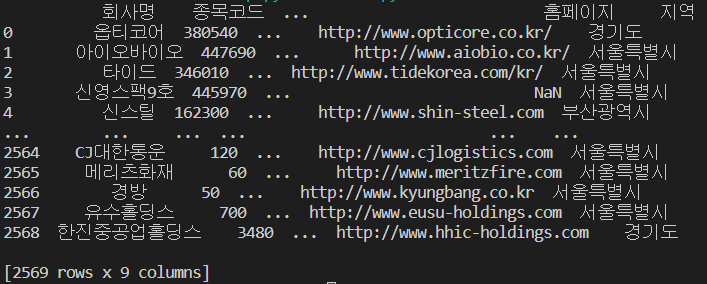 회사명 종목코드 ... 홈페이지 지역
0 옵티코어 380540 ... http://www.opticore.co.kr/ 경기도
1 아이오바이오 447690 ... http://www.aiobio.co.kr/ 서울특별시
2 타이드 346010 ... http://www.tidekorea.com/kr/ 서울특별시
3 신영스팩9호 445970 ... NaN 서울특별시
4 신스틸 162300 ... http://www.shin-steel.com 부산광역시
... ... ... ... ... ...
2564 CJ대한통운 120 ... http://www.cjlogistics.com 서울특별시
2565 메리츠화재 60 ... http://www.meritzfire.com 서울특별시
2566 경방 50 ... http://www.kyungbang.co.kr 서울특별시
2567 유수홀딩스 700 ... http://www.eusu-holdings.com 서울특별시
2568 한진중공업홀딩스 3480 ... http://www.hhic-holdings.com 경기도
[2569 rows x 9 columns]